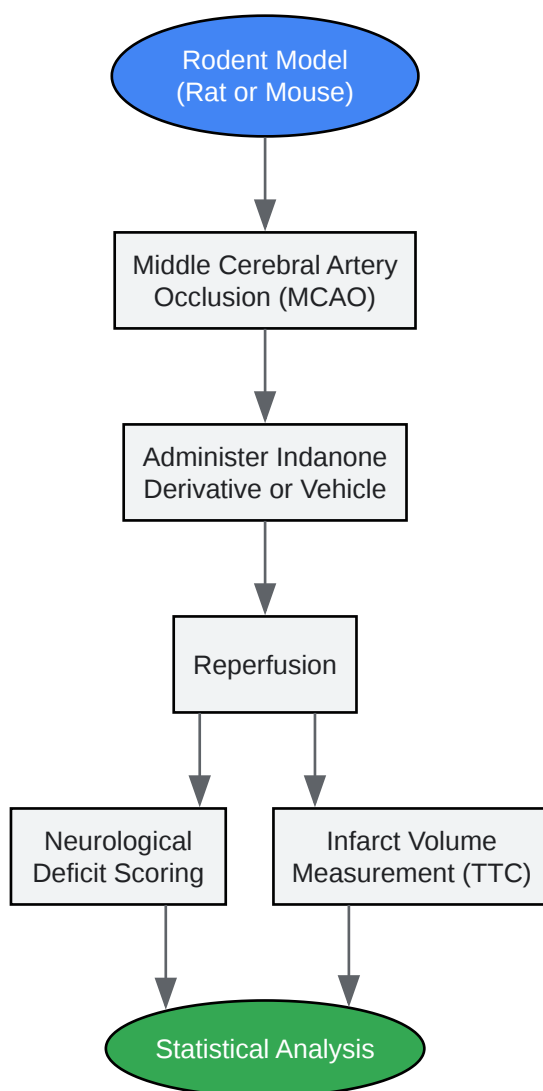 Rodent Model
(Rat or Mouse)
Middle Cerebral Artery
Occlusion (MCAO)
Administer Indanone
Derivative or Vehicle
Reperfusion
Neurological
Deficit Scoring
Infarct Volume
Measurement (TTC)
Statistical Analysis